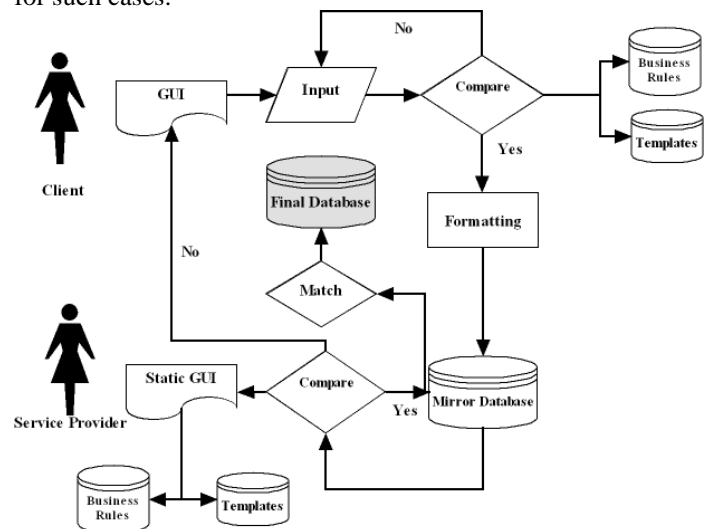 for such cases.
No
GUI
Input
Compare
Business
Rules
Templates
Yes
Client
Final Database
Formatting
No
Match
Static GUI
Compare
Yes
Mirror Database
Service Provider
Business
Rules
Templates